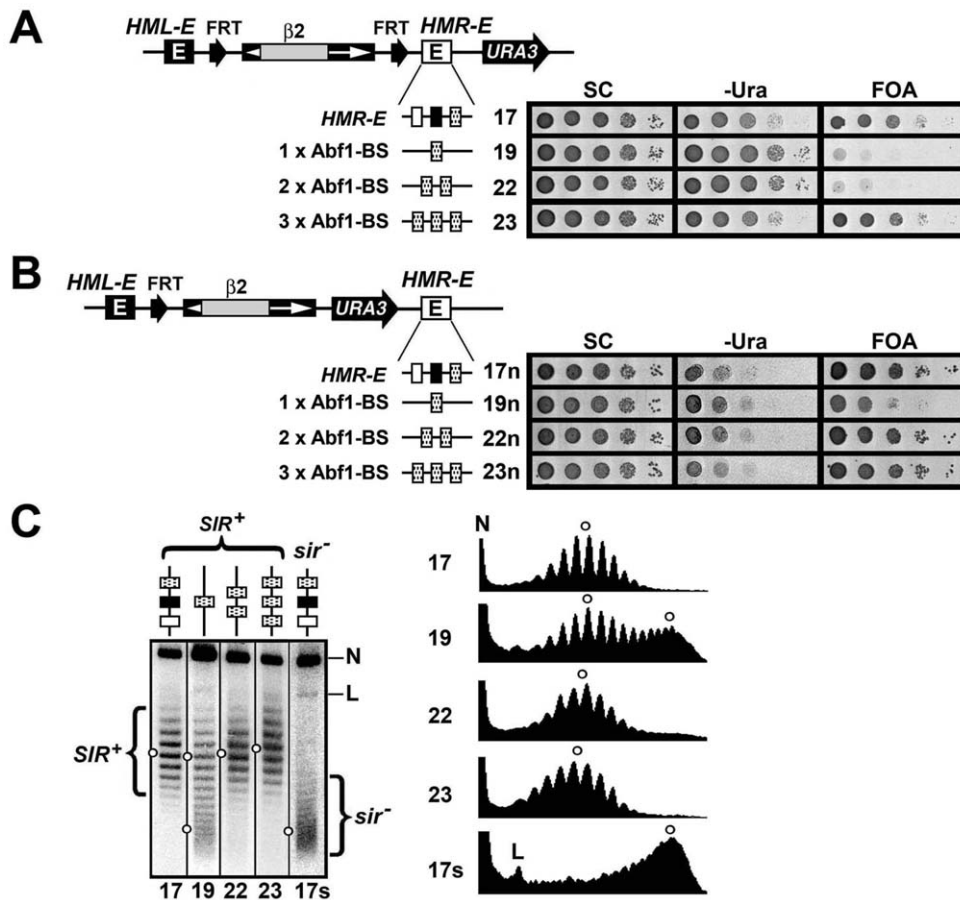 A
HML-E FRT β2 FRT HMR-E
E E URA3
SC -Ura FOA
HMR-E 17
1 x Abf1-BS 19
2 x Abf1-BS 22
3 x Abf1-BS 23
B
HML-E FRT β2 HMR-E
E URA3 E
SC -Ura FOA
HMR-E 17n
1 x Abf1-BS 19n
2 x Abf1-BS 22n
3 x Abf1-BS 23n
C
SIR+ sir-
N
L
SIR+
sir-
17 19 22 23 17s
N
17
19
22
23
L
17s